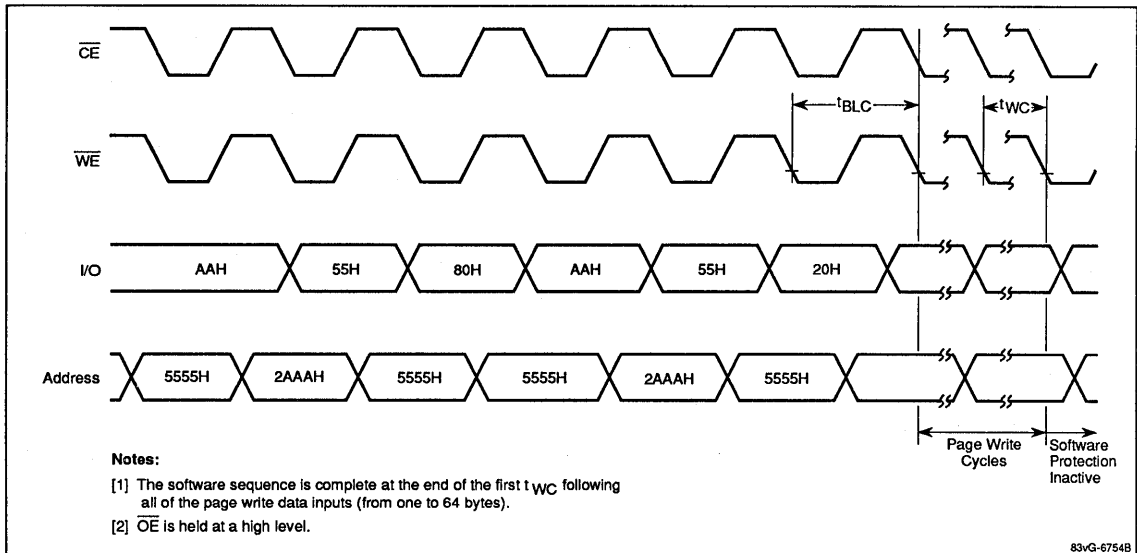 CE
tBLC
tWC
WE
I/O AAH 55H 80H AAH 55H 20H
Address 5555H 2AAAH 5555H 5555H 2AAAH 5555H
Page Write
Cycles
Software
Protection
Inactive
Notes:
[1] The software sequence is complete at the end of the first t WC following
all of the page write data inputs (from one to 64 bytes).
[2] OE is held at a high level.
83vG-6754B